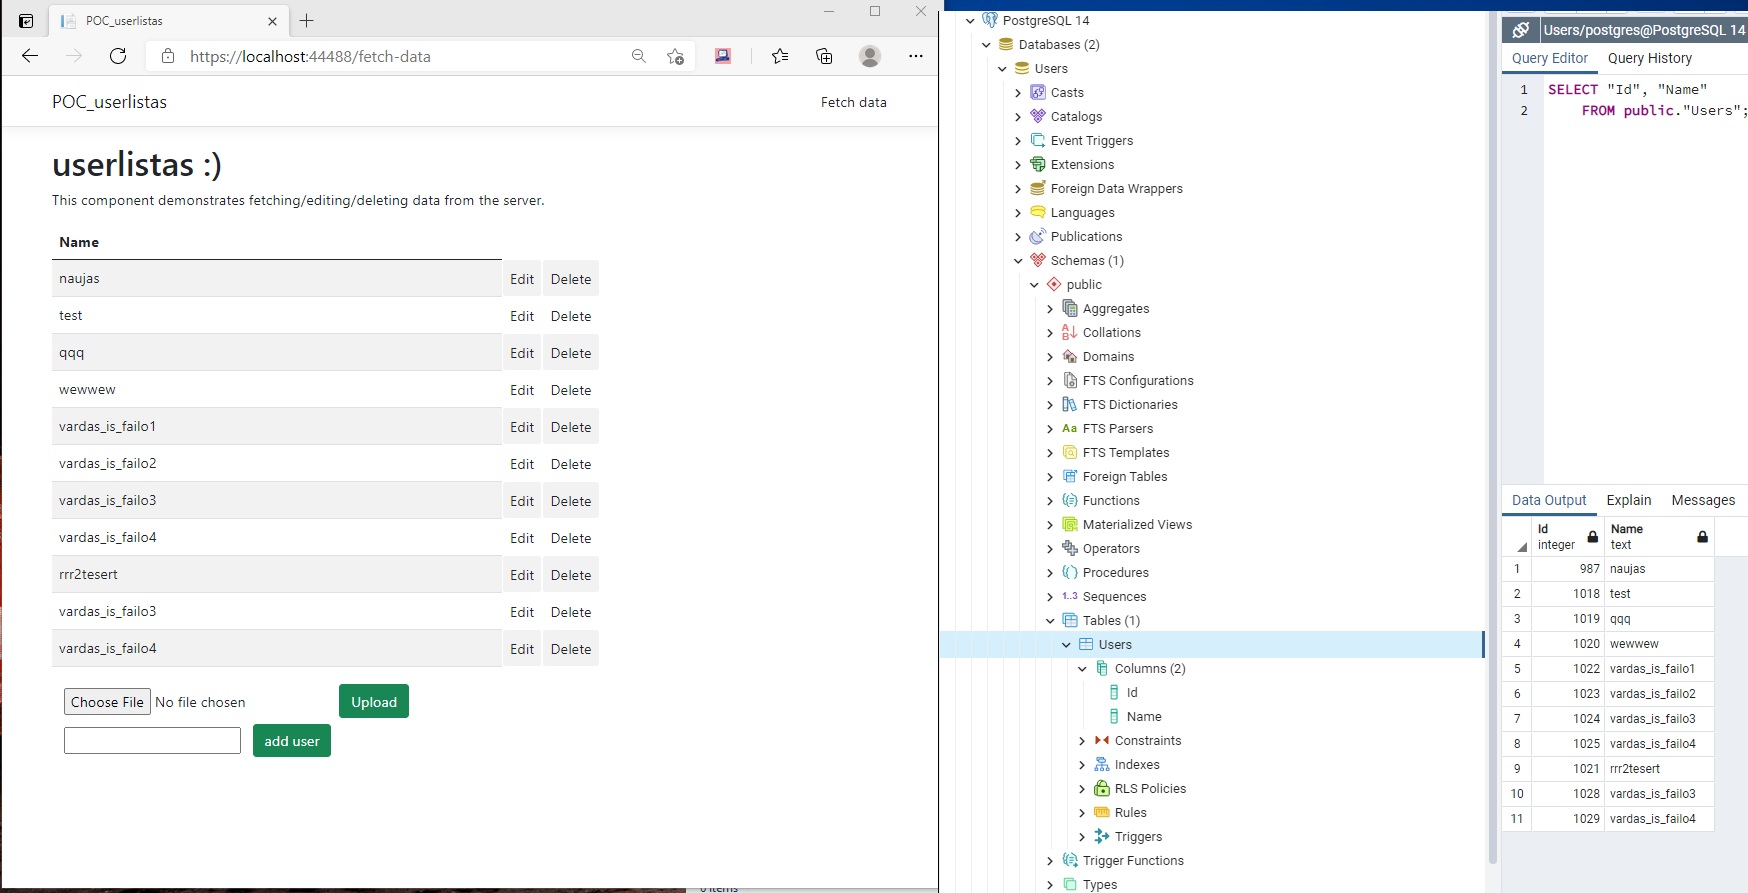 POC_userlistas
https://localhost:44488/fetch-data
POC_userlistas
Fetch data
userlistas :)
This component demonstrates fetching/editing/deleting data from the server.
Name
naujas Edit Delete
test Edit Delete
qqq Edit Delete
wewwew Edit Delete
vardas_is_failo1 Edit Delete
vardas_is_failo2 Edit Delete
vardas_is_failo3 Edit Delete
vardas_is_failo4 Edit Delete
rrr2tesert Edit Delete
vardas_is_failo3 Edit Delete
vardas_is_failo4 Edit Delete
Choose File No file chosen Upload
add user
PostgreSQL 14
Databases (2)
Users
Casts
Catalogs
Event Triggers
Extensions
Foreign Data Wrappers
Languages
Publications
Schemas (1)
public
Aggregates
Collations
Domains
FTS Configurations
FTS Dictionaries
Aa FTS Parsers
FTS Templates
Foreign Tables
Functions
Materialized Views
Operators
Procedures
1..3 Sequences
Tables (1)
Users
Columns (2)
Id
Name
Constraints
Indexes
RLS Policies
Rules
Triggers
Trigger Functions
Types
Users/postgres@PostgreSQL 14
Query Editor Query History
1 SELECT "Id", "Name"
2 FROM public."Users";
Data Output Explain Messages
Id Name
integer text
1 987 naujas
2 1018 test
3 1019 qqq
4 1020 wewwew
5 1022 vardas_is_failo1
6 1023 vardas_is_failo2
7 1024 vardas_is_failo3
8 1025 vardas_is_failo4
9 1021 rrr2tesert
10 1028 vardas_is_failo3
11 1029 vardas_is_failo4